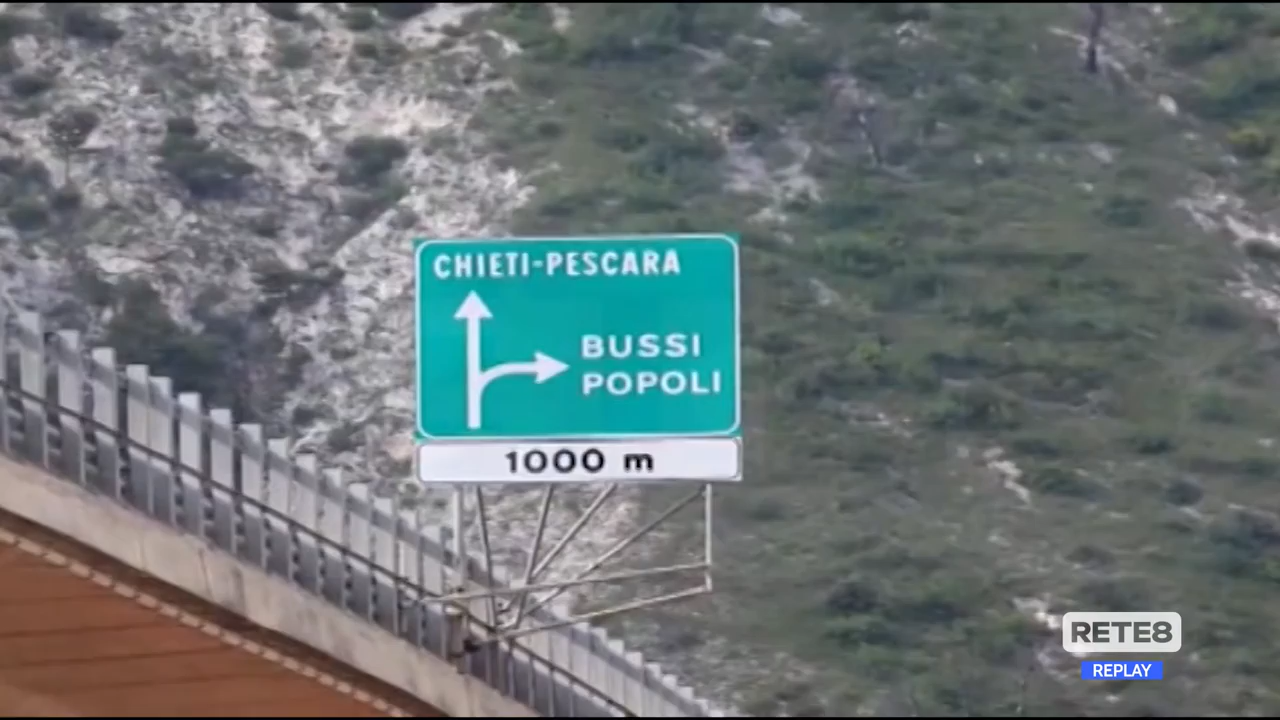 CHIETI-PESCARA
BUSSI
POPOLI
1000 m
RETE8
REPLAY